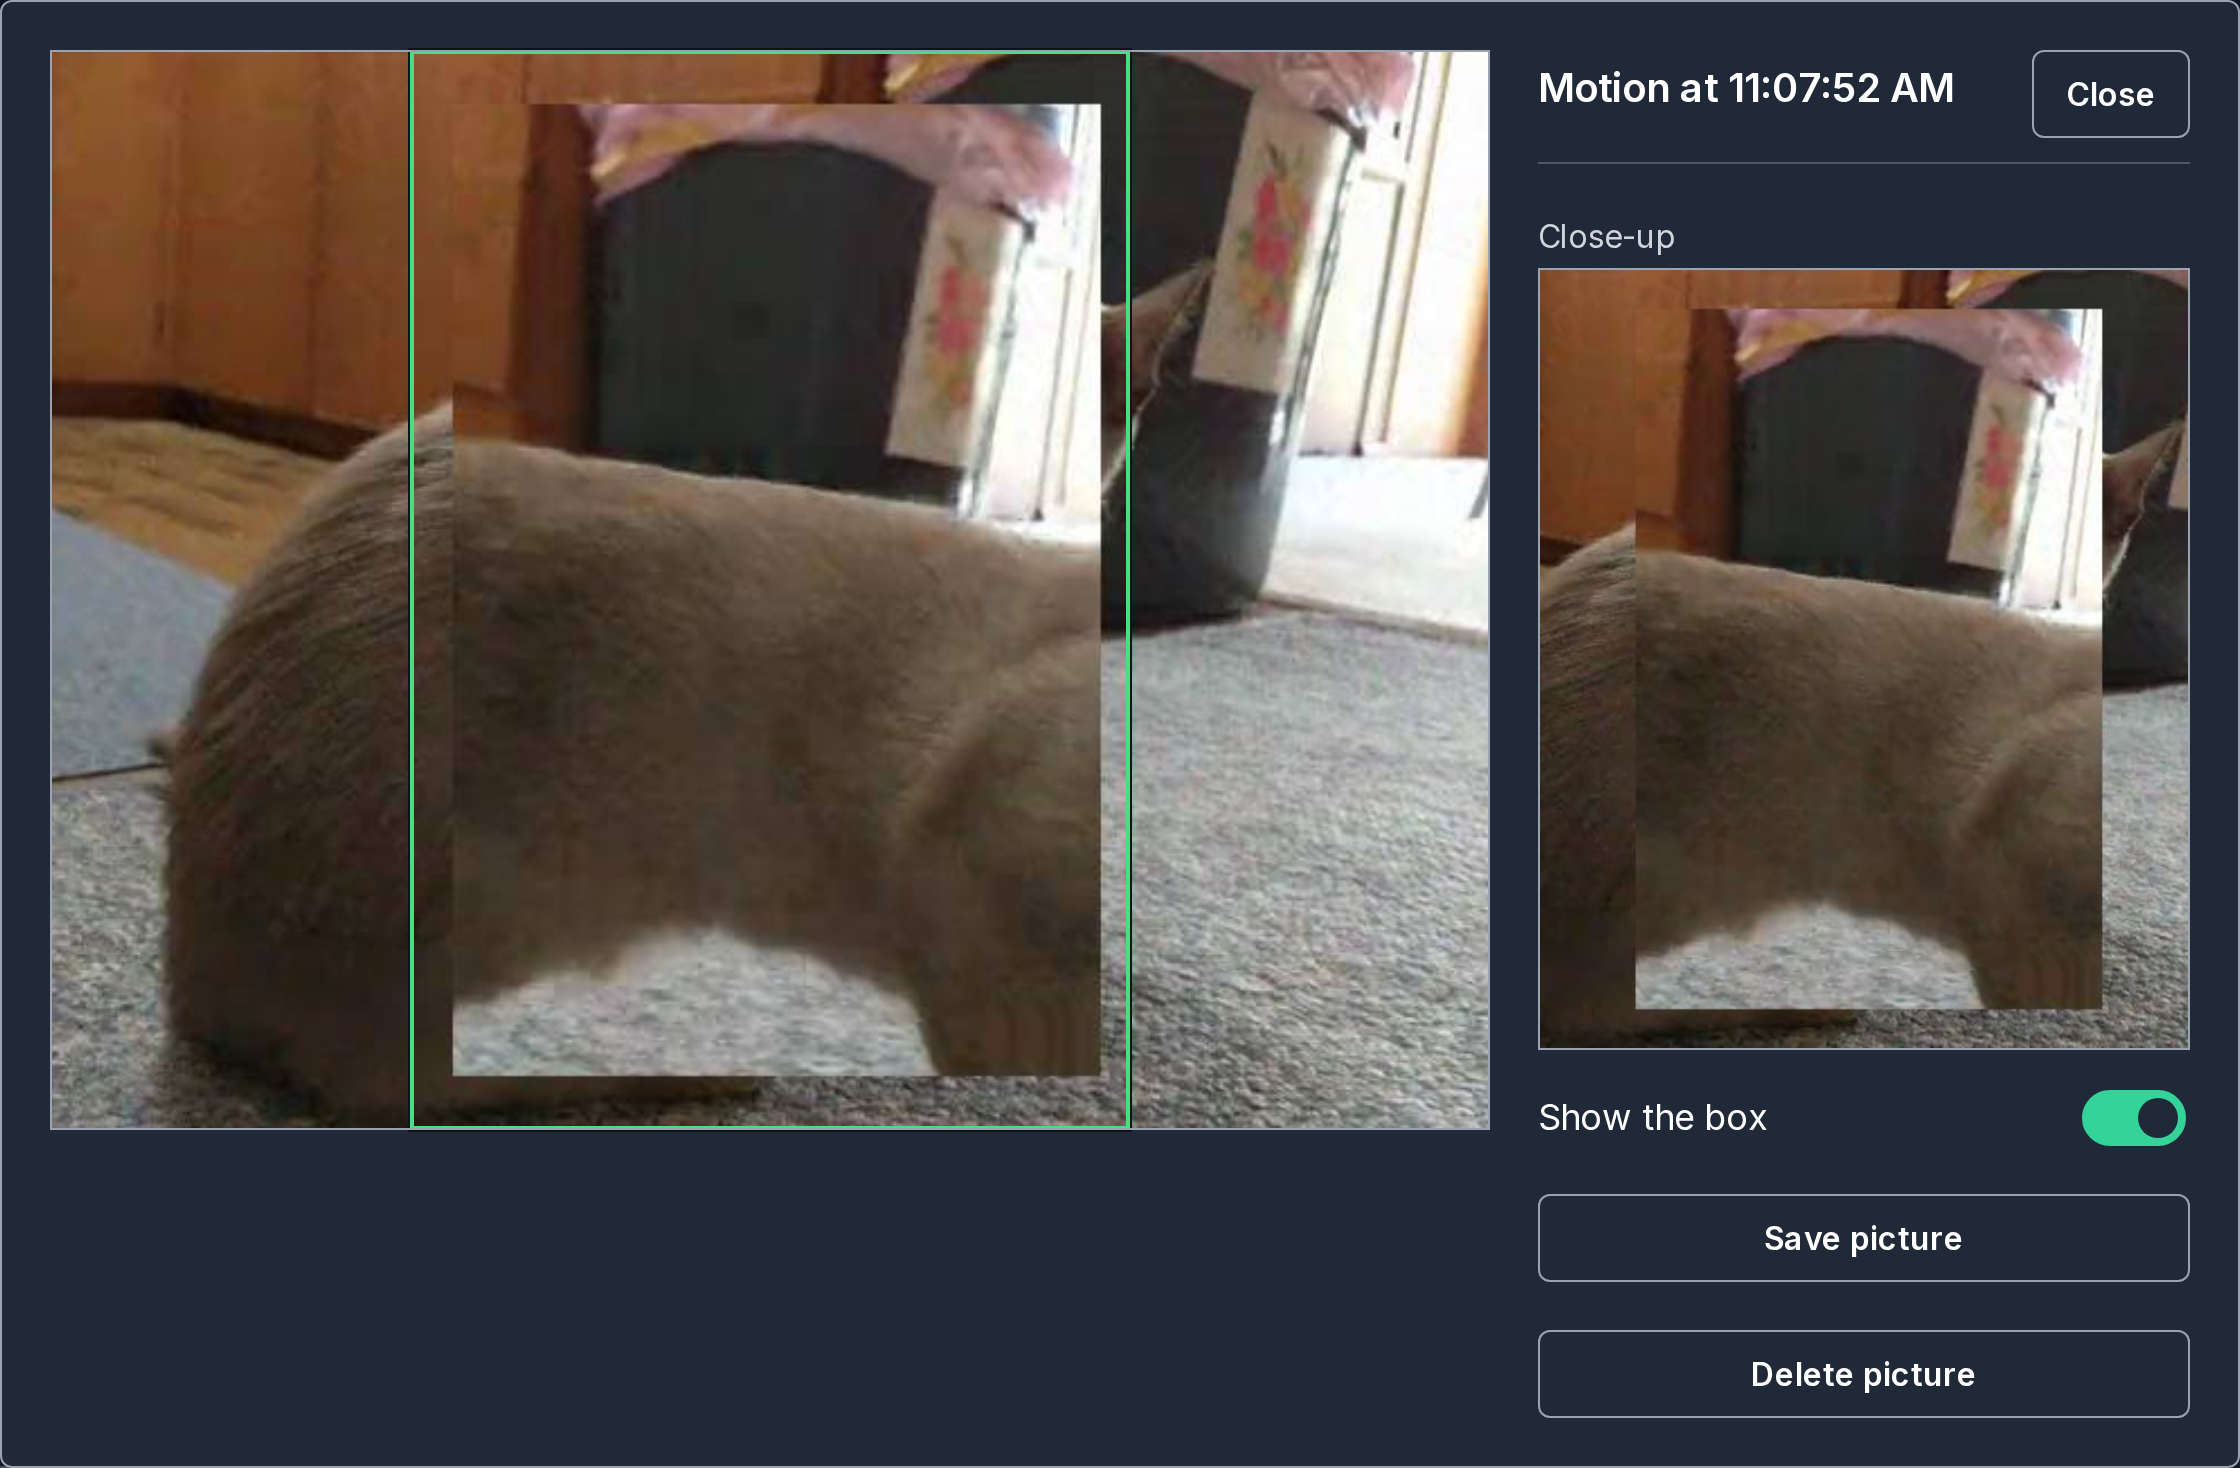 Motion at 11:07:52 AM
Close
Close-up
Show the box
Save picture
Delete picture